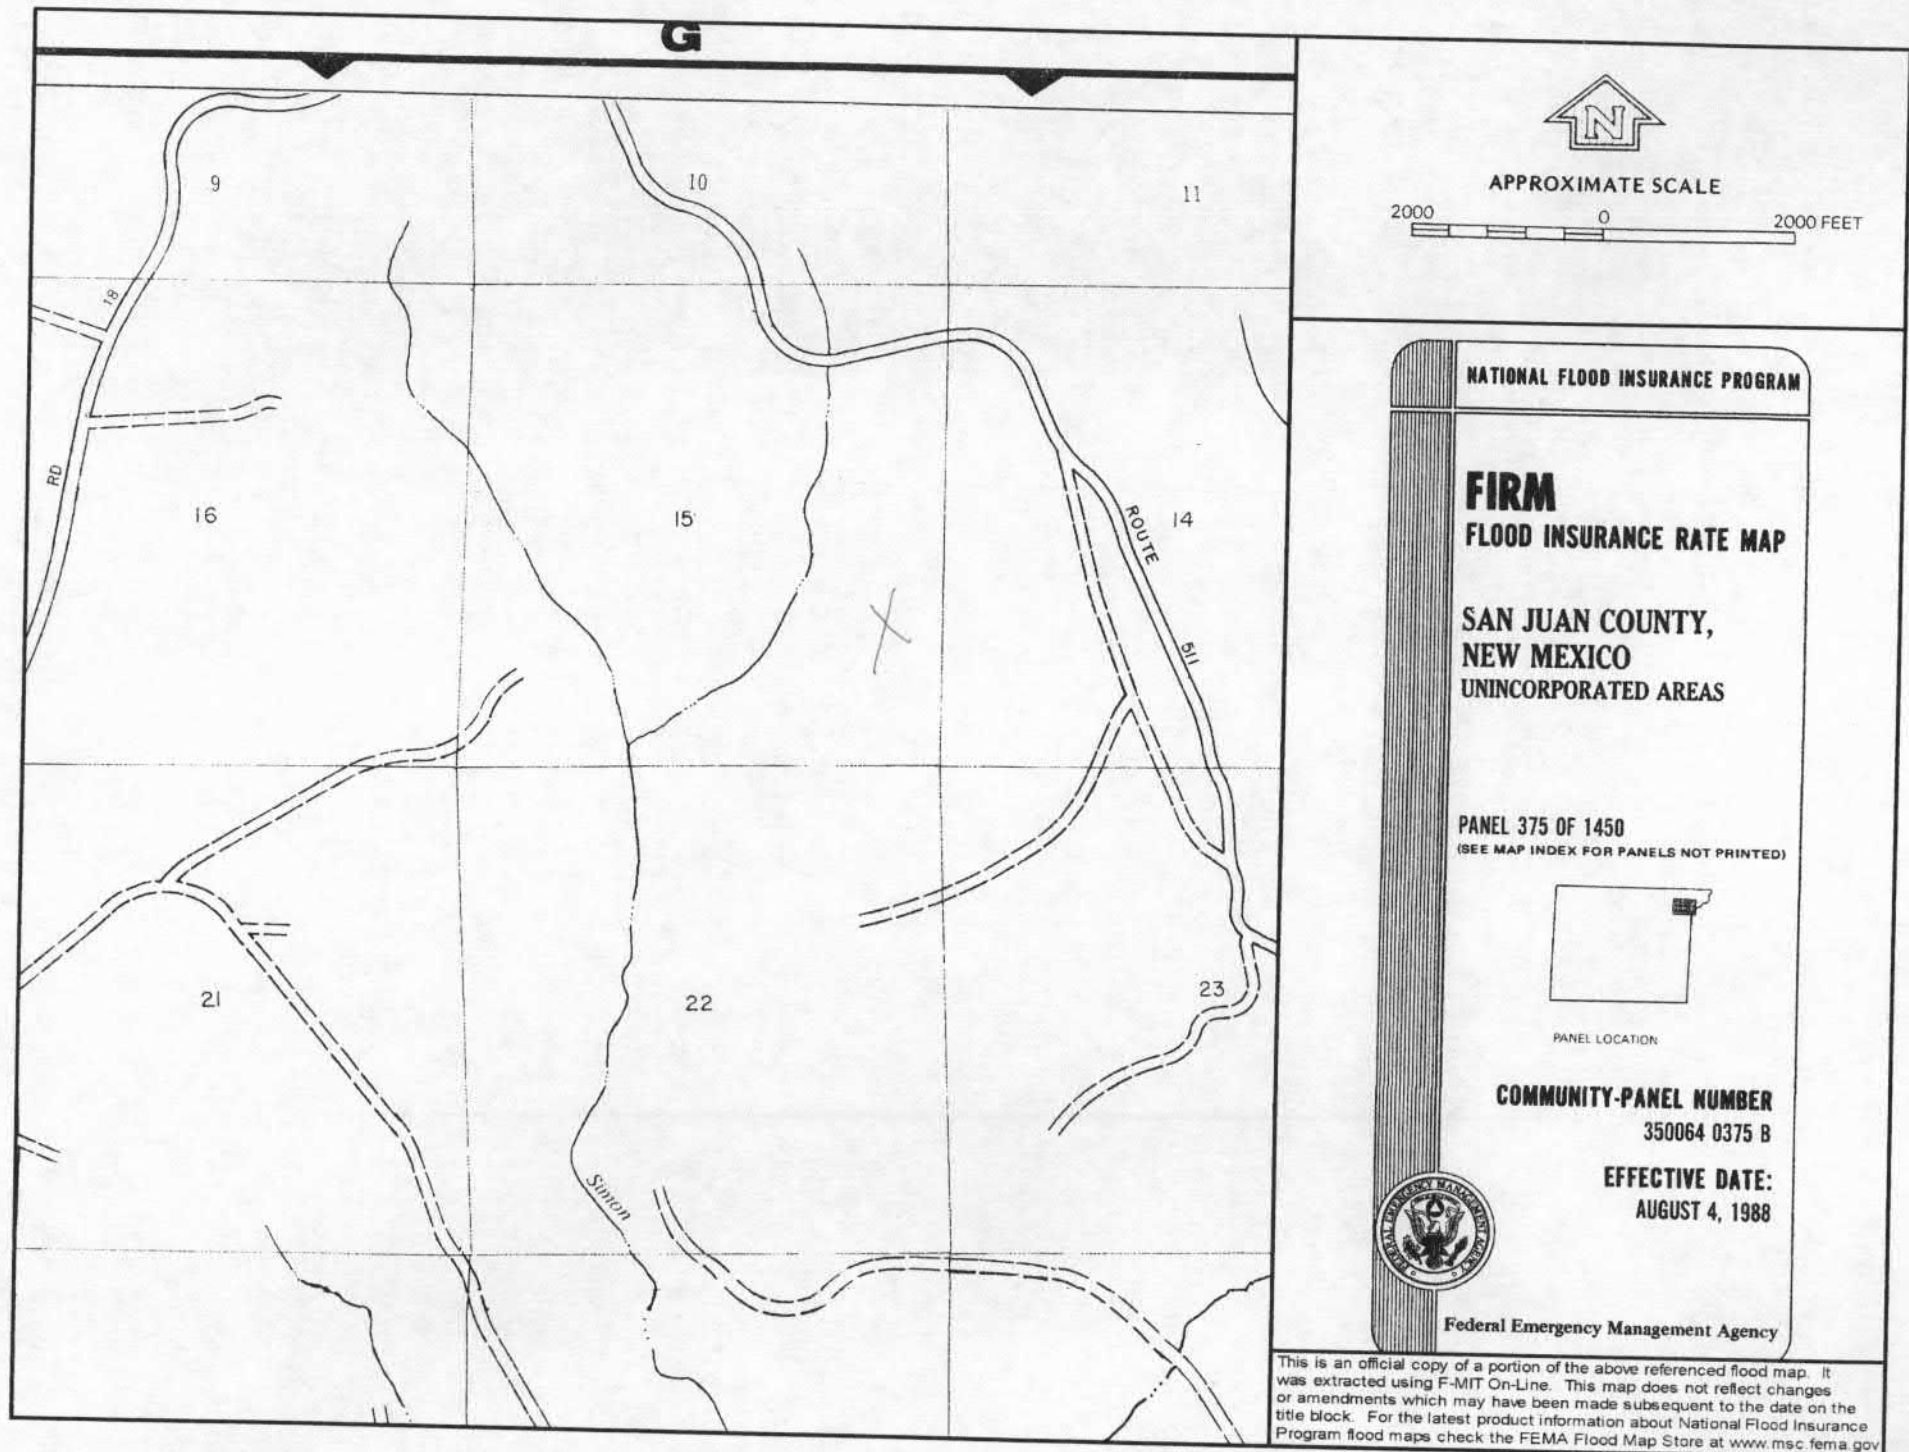 G
9
10
11
18
RD
16
15
14
ROUTE
511
21
22
23
Simon
N
APPROXIMATE SCALE
2000 0 2000 FEET
NATIONAL FLOOD INSURANCE PROGRAM
FIRM
FLOOD INSURANCE RATE MAP
SAN JUAN COUNTY,
NEW MEXICO
UNINCORPORATED AREAS
PANEL 375 OF 1450
(SEE MAP INDEX FOR PANELS NOT PRINTED)
PANEL LOCATION
COMMUNITY-PANEL NUMBER
350064 0375 B
EFFECTIVE DATE:
AUGUST 4, 1988
FEDERAL EMERGENCY MANAGEMENT AGENCY
Federal Emergency Management Agency
This is an official copy of a portion of the above referenced flood map. It
was extracted using F-MIT On-Line. This map does not reflect changes
or amendments which may have been made subsequent to the date on the
title block. For the latest product information about National Flood Insurance
Program flood maps check the FEMA Flood Map Store at www.msc.fema.gov